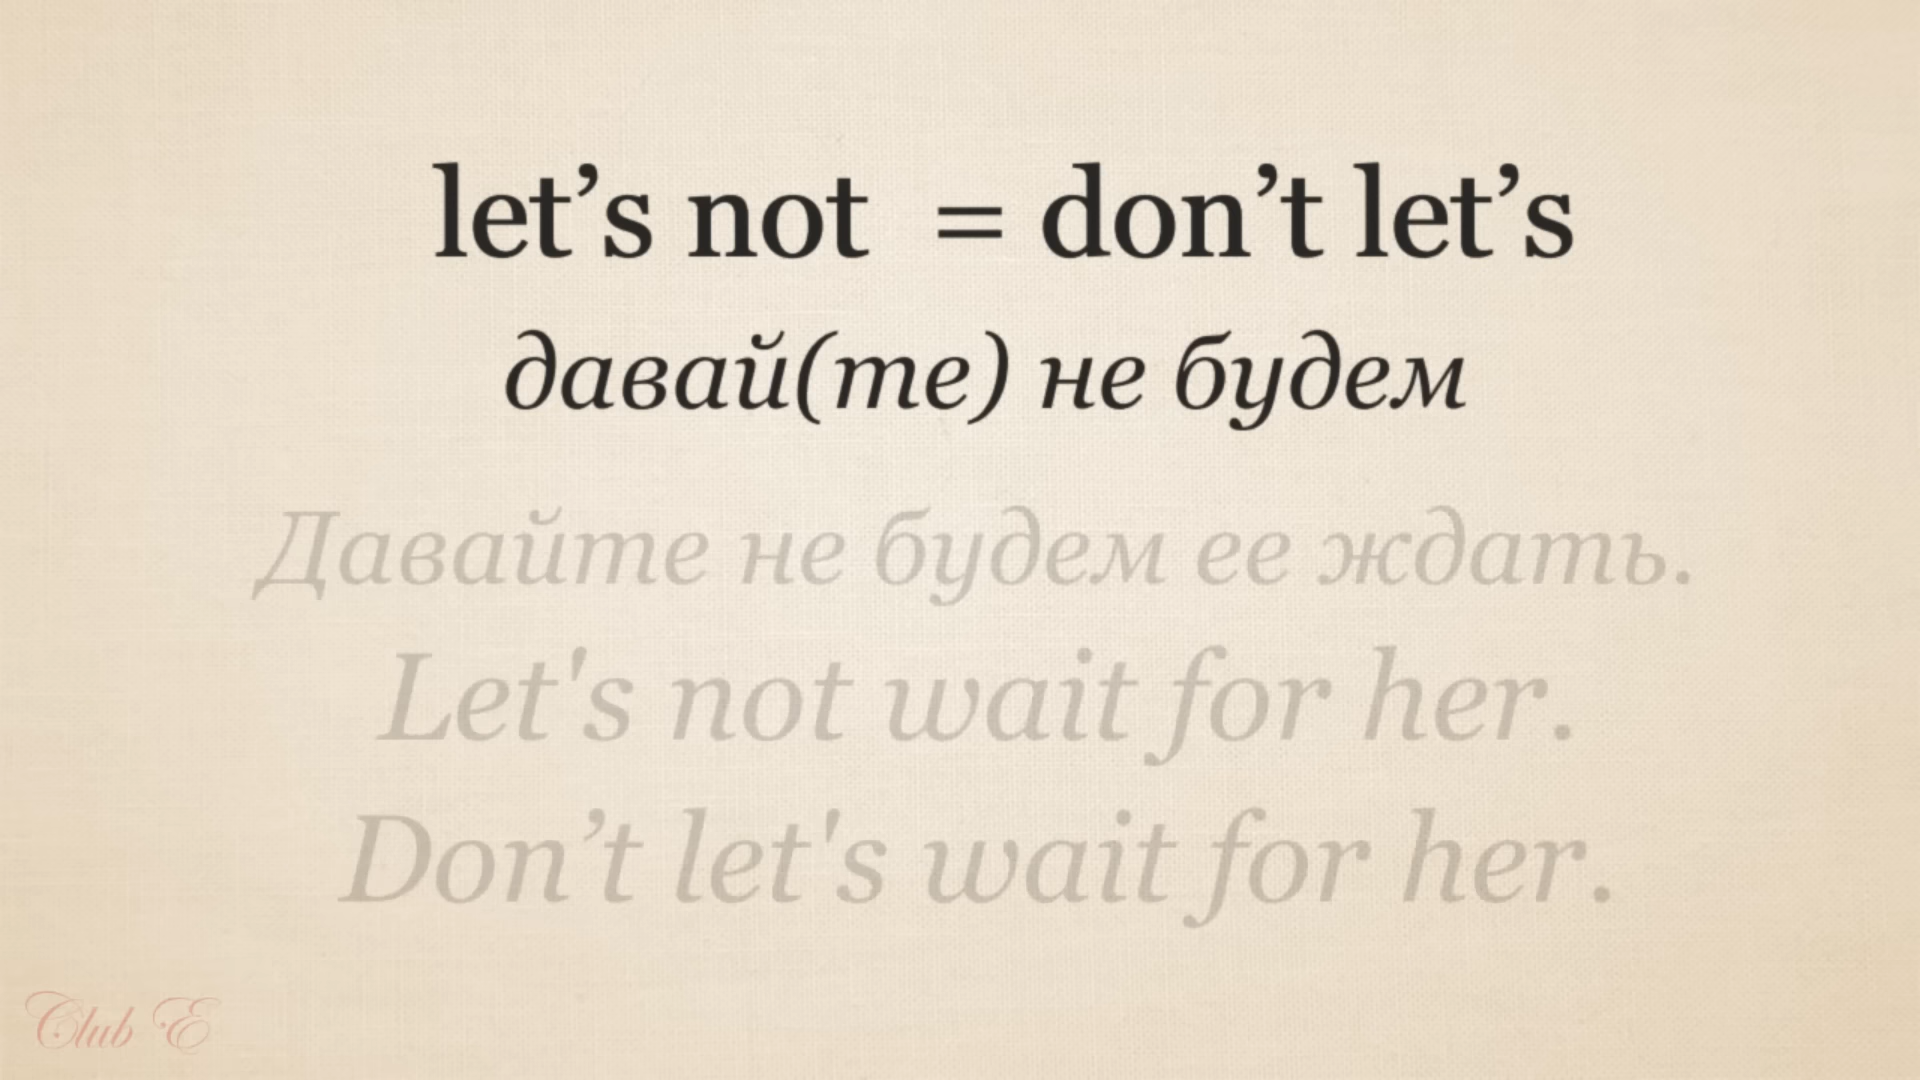 let’s not = don’t let’s
давай(те) не будем
Давайте не будем ее ждать.
Let's not wait for her.
Don’t let's wait for her.
Club E